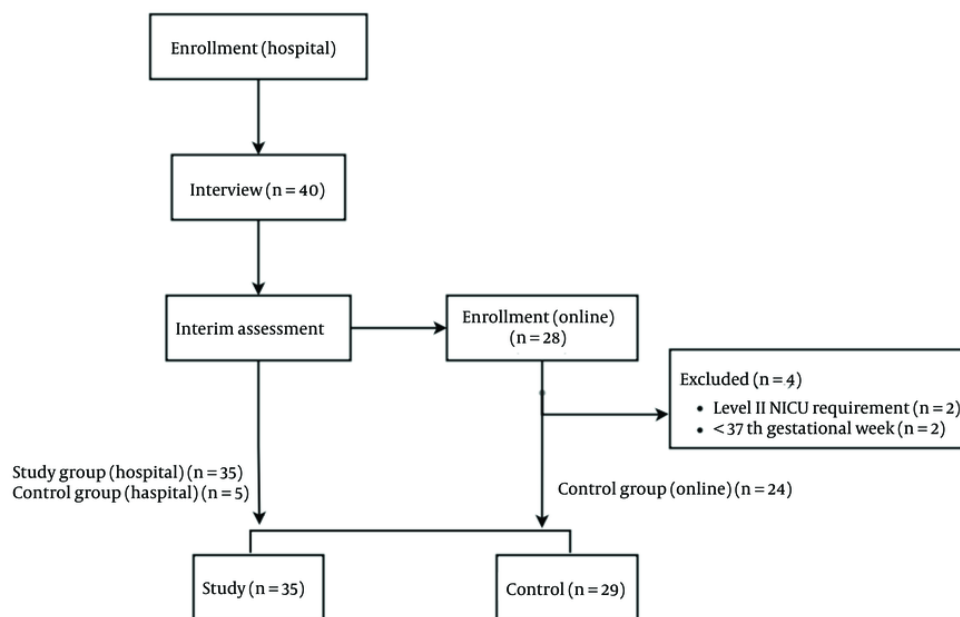 Enrollment (hospital)
Interview (n = 40)
Interim assessment
Enrollment (online)
(n = 28)
Excluded (n = 4)
• Level II NICU requirement (n = 2)
• < 37 th gestational week (n = 2)
Study group (hospital) (n = 35)
Control group (haspital) (n = 5)
Control group (online) (n = 24)
Study (n = 35)
Control (n = 29)